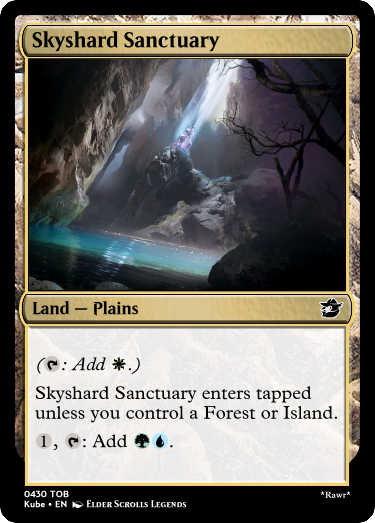 Skyshard Sanctuary
Land — Plains
(: Add .)
Skyshard Sanctuary enters tapped
unless you control a Forest or Island.
1, : Add .
0430 TOB
Kube • EN Elder Scrolls Legends
*Rawr*